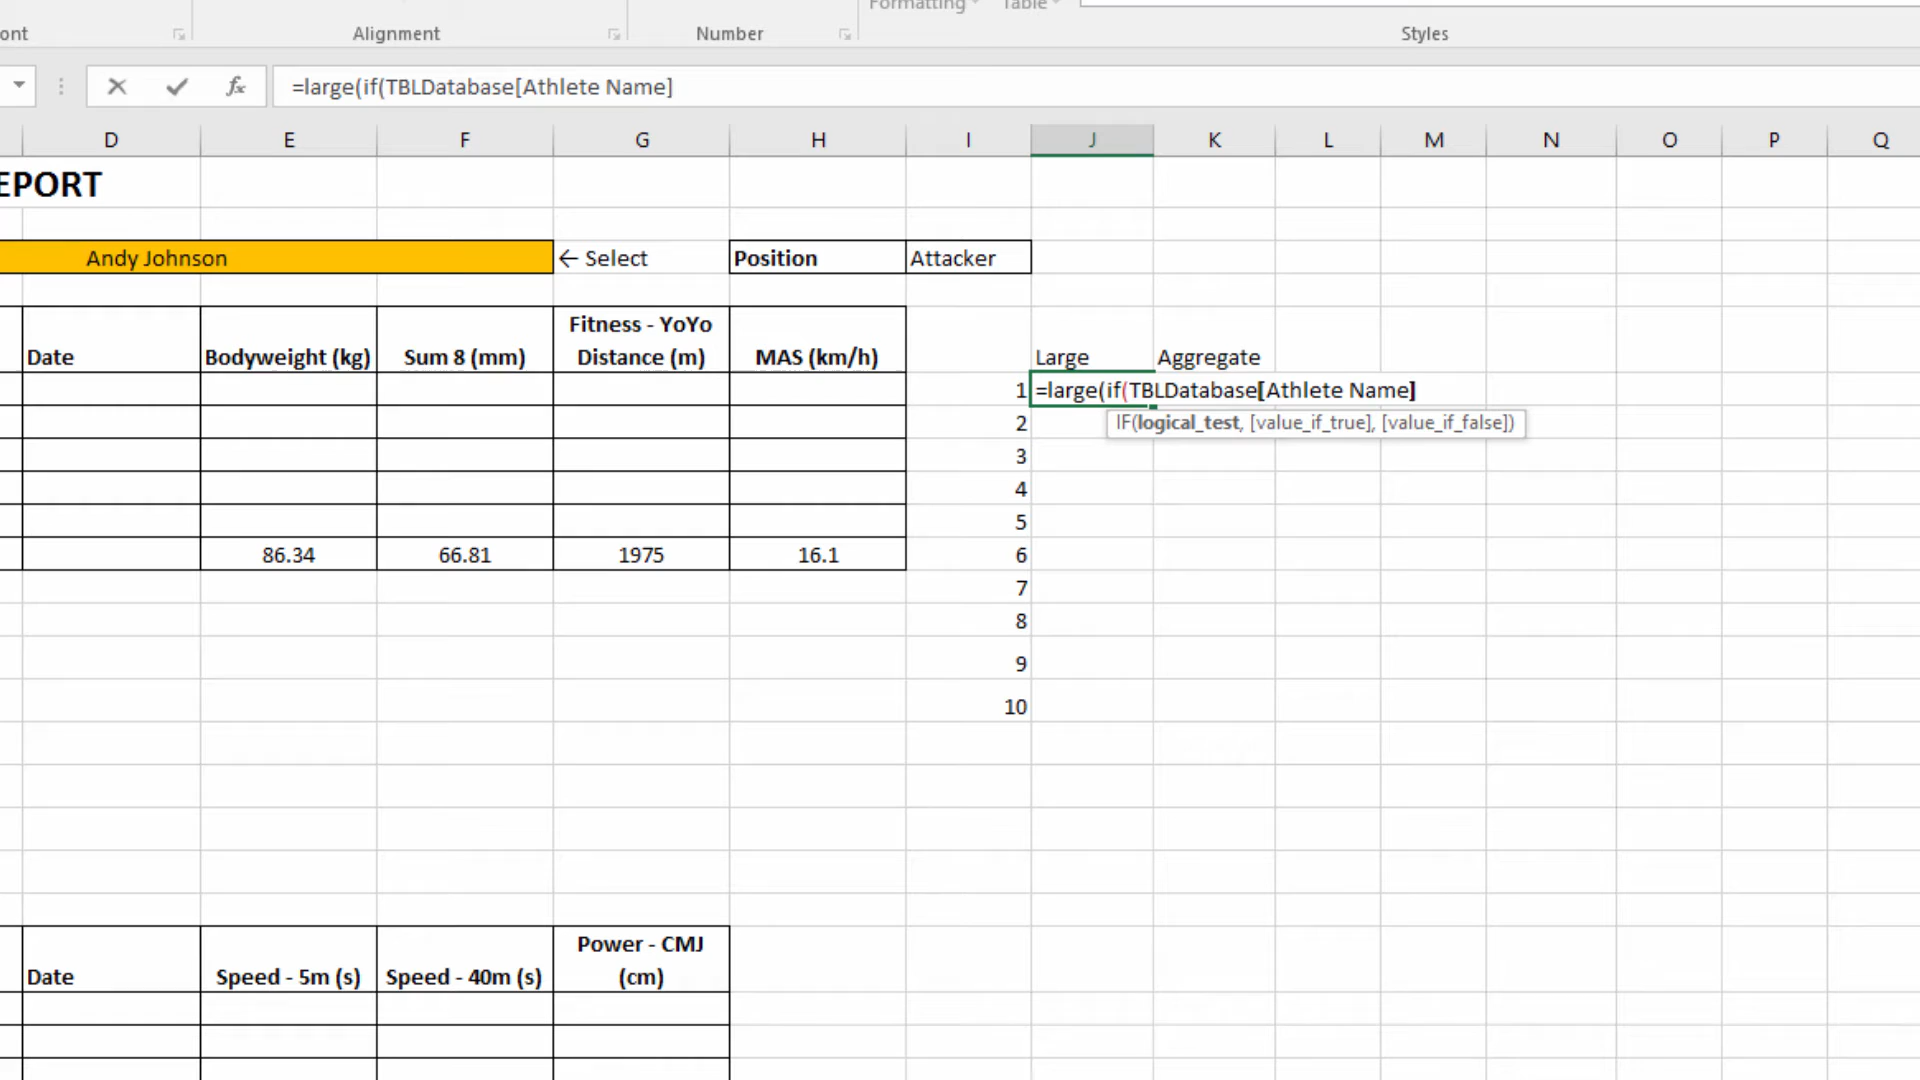 Formatting Table
ont Alignment Number Styles
fx =large(if(TBLDatabase[Athlete Name]
D E F G H I J K L M N O P Q
EPORT
Andy Johnson ← Select Position Attacker
Fitness - YoYo
Date Bodyweight (kg) Sum 8 (mm) Distance (m) MAS (km/h) Large Aggregate
1 =large(if(TBLDatabase[Athlete Name]
2 IF(logical_test, [value_if_true], [value_if_false])
3
4
5
86.34 66.81 1975 16.1 6
7
8
9
10
Power - CMJ
Date Speed - 5m (s) Speed - 40m (s) (cm)